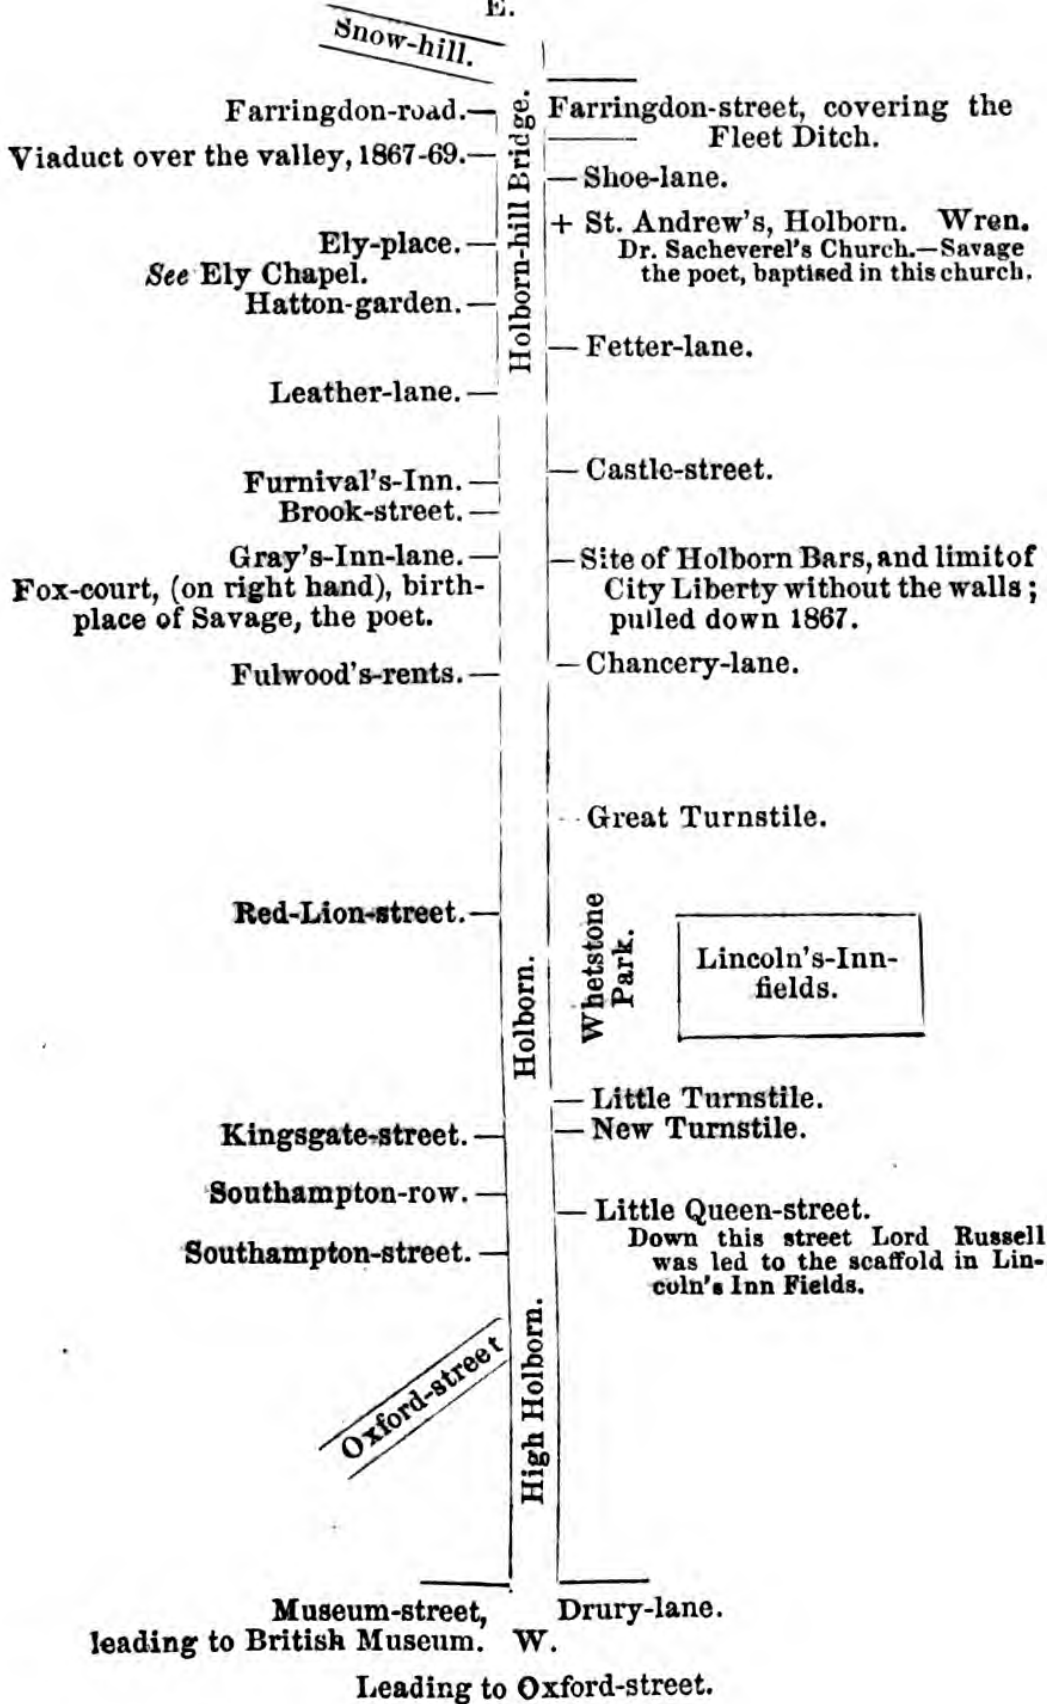 E.
Snow-hill.
Farringdon-road.
Holborn-hill Bridge.
Farringdon-street, covering the
Fleet Ditch.
Viaduct over the valley, 1867-69.
Shoe-lane.
+ St. Andrew's, Holborn. Wren.
Dr. Sacheverel's Church.—Savage
the poet, baptised in this church.
Ely-place.
See Ely Chapel.
Hatton-garden.
Fetter-lane.
Leather-lane.
Castle-street.
Furnival's-Inn.
Brook-street.
Gray's-Inn-lane.
Fox-court, (on right hand), birth-
place of Savage, the poet.
Site of Holborn Bars, and limit of
City Liberty without the walls;
pulled down 1867.
Chancery-lane.
Fulwood's-rents.
Great Turnstile.
Red-Lion-street.
Whetstone
Park.
Lincoln's-Inn-
fields.
Holborn.
Little Turnstile.
New Turnstile.
Kingsgate-street.
Southampton-row.
Little Queen-street.
Down this street Lord Russell
was led to the scaffold in Lin-
coln's Inn Fields.
Southampton-street.
Oxford-street
High Holborn.
Museum-street,
leading to British Museum.
Drury-lane.
W.
Leading to Oxford-street.